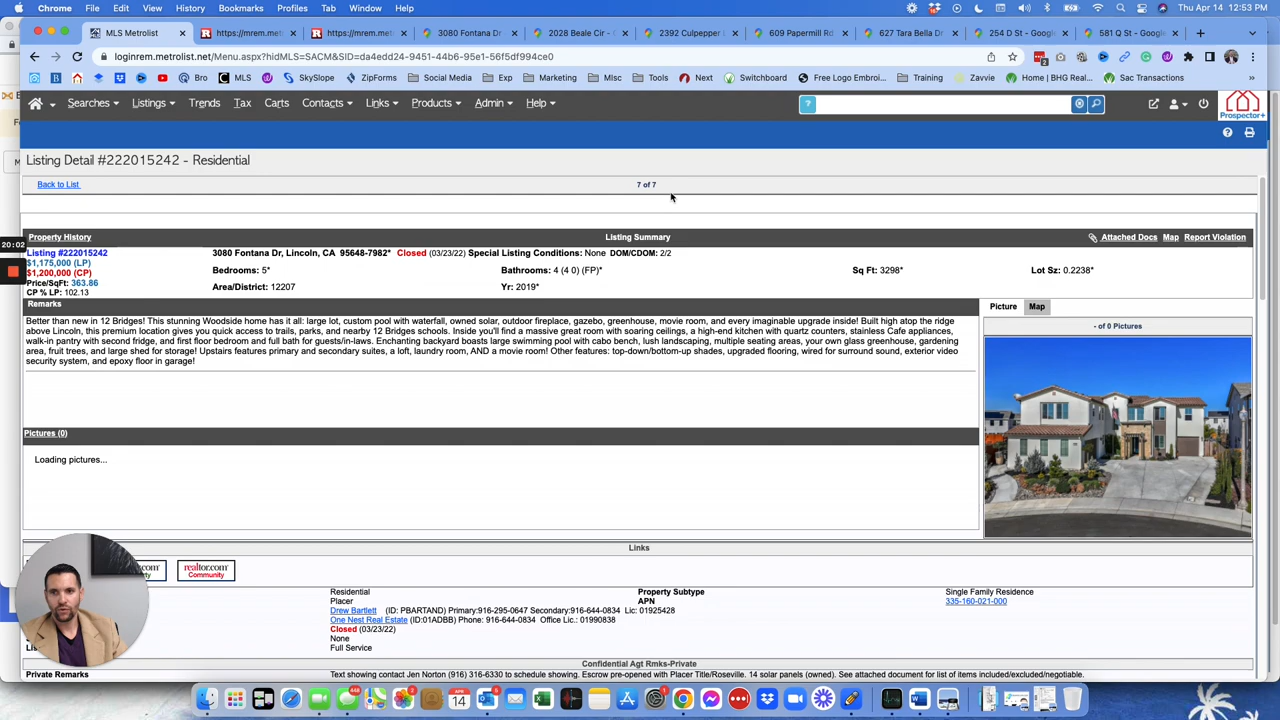 Chrome File Edit View History Bookmarks Profiles Tab Window Help Thu Apr 14 12:53 PM
MLS Metrolist https://mrem.metrolist https://mrem.metrolist 3080 Fontana Dr 2028 Beale Cir - G 2392 Culpepper L 609 Papermill Rd 627 Tara Bella Dr 254 D St - Google 581 Q St - Google
loginrem.metrolist.net/Menu.aspx?hidMLS=SACM&SID=da4edd24-9451-44b6-95e1-56f5df994ce0
Bro CMLS SkySlope ZipForms Social Media Exp Marketing MIsc Tools Next Switchboard Free Logo Embroi... Training Zavvie Home | BHG Real... Sac Transactions
Searches Listings Trends Tax Carts Contacts Links Products Admin Help
Prospector+
Listing Detail #222015242 - Residential
Back to List 7 of 7
Property History Listing Summary Attached Docs Map Report Violation
20:02
Listing #222015242 3080 Fontana Dr, Lincoln, CA 95648-7982* Closed (03/23/22) Special Listing Conditions: None DOM/CDOM: 2/2
$1,175,000 (LP)
$1,200,000 (CP) Bedrooms: 5* Bathrooms: 4 (4 0) (FP)* Sq Ft: 3298* Lot Sz: 0.2238*
Price/SqFt: 363.86
CP % LP: 102.13 Area/District: 12207 Yr: 2019*
Remarks
Picture Map
Better than new in 12 Bridges! This stunning Woodside home has it all: large lot, custom pool with waterfall, owned solar, outdoor fireplace, gazebo, greenhouse, movie room, and every imaginable upgrade inside! Built high atop the ridge
above Lincoln, this premium location gives you quick access to trails, parks, and nearby 12 Bridges schools. Inside you'll find a massive great room with soaring ceilings, a high-end kitchen with quartz counters, stainless Cafe appliances,
walk-in pantry with second fridge, and first floor bedroom and full bath for guests/in-laws. Enchanting backyard boasts large swimming pool with cabo bench, lush landscaping, multiple seating areas, your own glass greenhouse, gardening
area, fruit trees, and large shed for storage! Upstairs features primary and secondary suites, a loft, laundry room, AND a movie room! Other features: top-down/bottom-up shades, upgraded flooring, wired for surround sound, exterior video
security system, and epoxy floor in garage!
- of 0 Pictures
Pictures (0)
Loading pictures...
Links
realtor.com
Community
Residential Property Subtype Single Family Residence
Placer APN 335-160-021-000
Drew Bartlett (ID: PBARTAND) Primary:916-295-0647 Secondary:916-644-0834 Lic: 01925428
One Nest Real Estate (ID:01ADBB) Phone: 916-644-0834 Office Lic.: 01990838
Closed (03/23/22)
None
Full Service
Confidential Agt Rmks-Private
Private Remarks Text showing contact Jen Norton (916) 316-6330 to schedule showing. Escrow pre-opened with Placer Title/Roseville. 14 solar panels (owned). See attached document for list of items included/excluded/negotiable.